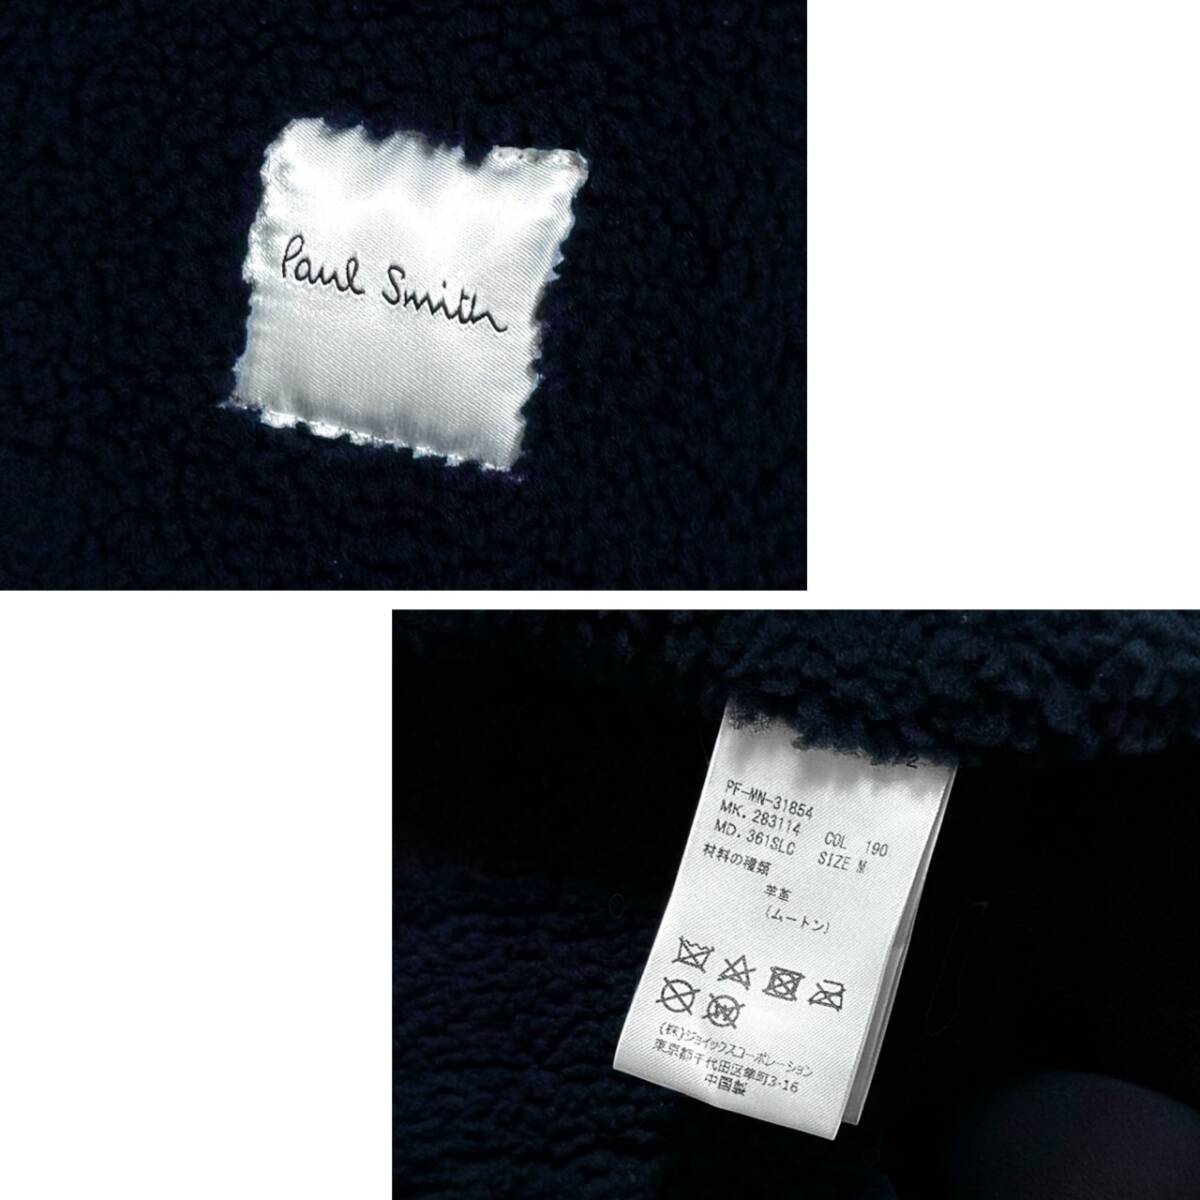 Paul Smith
2
PF-MN-31854
MK. 283114 COL 190
MD. 361SLC SIZE M
材料の種類
羊革
(ムートン)
(株)ジョイックスコーポレーション
東京都千代田区隼町3-16
中国製